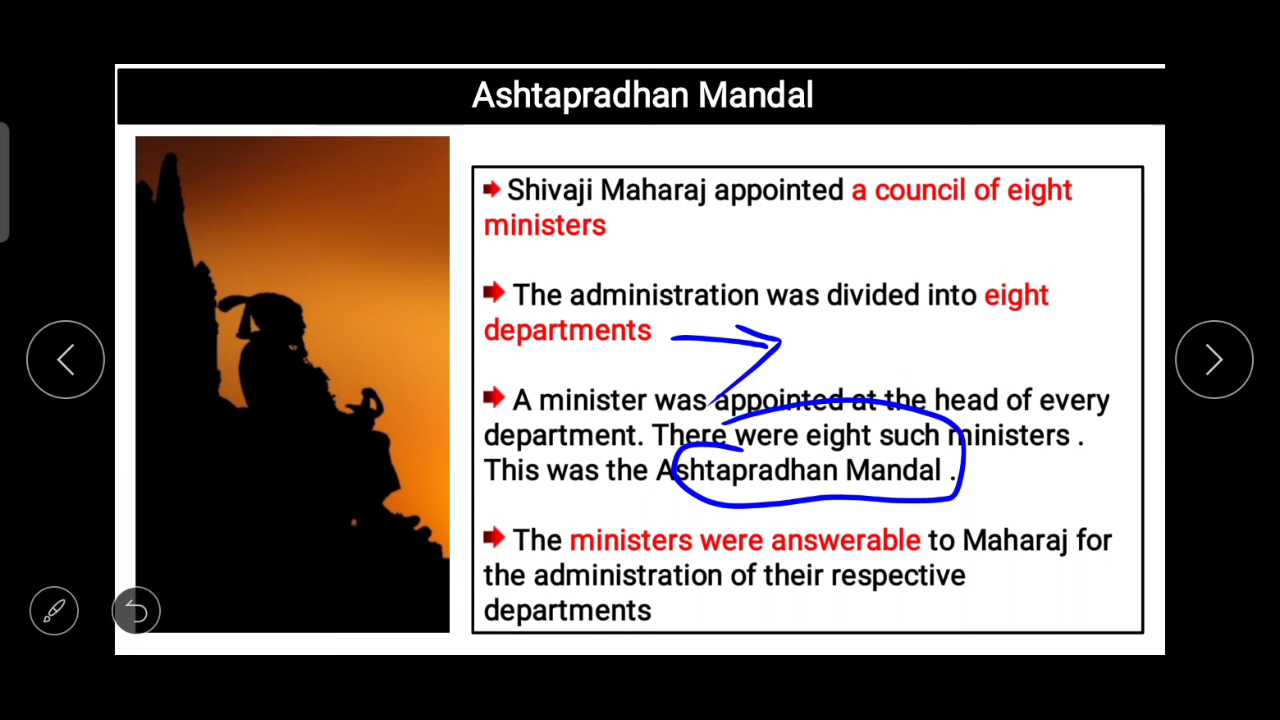 Ashtapradhan Mandal
Shivaji Maharaj appointed a council of eight
ministers
The administration was divided into eight
departments
A minister was appointed at the head of every
department. There were eight such ministers .
This was the Ashtapradhan Mandal .
The ministers were answerable to Maharaj for
the administration of their respective
departments